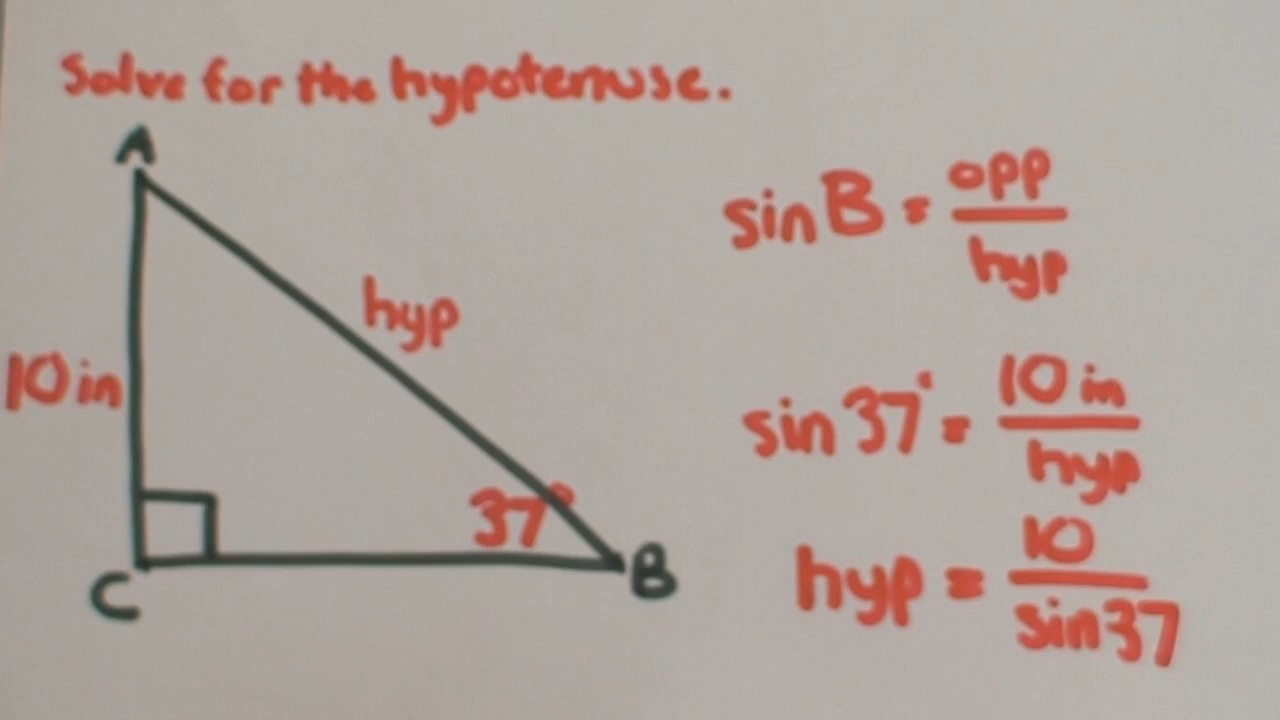 Solve for the hypotenuse.
A
hyp
10 in
37°
C
B
sin B = opp/hyp
sin 37° = 10 in/hyp
hyp = 10/sin 37